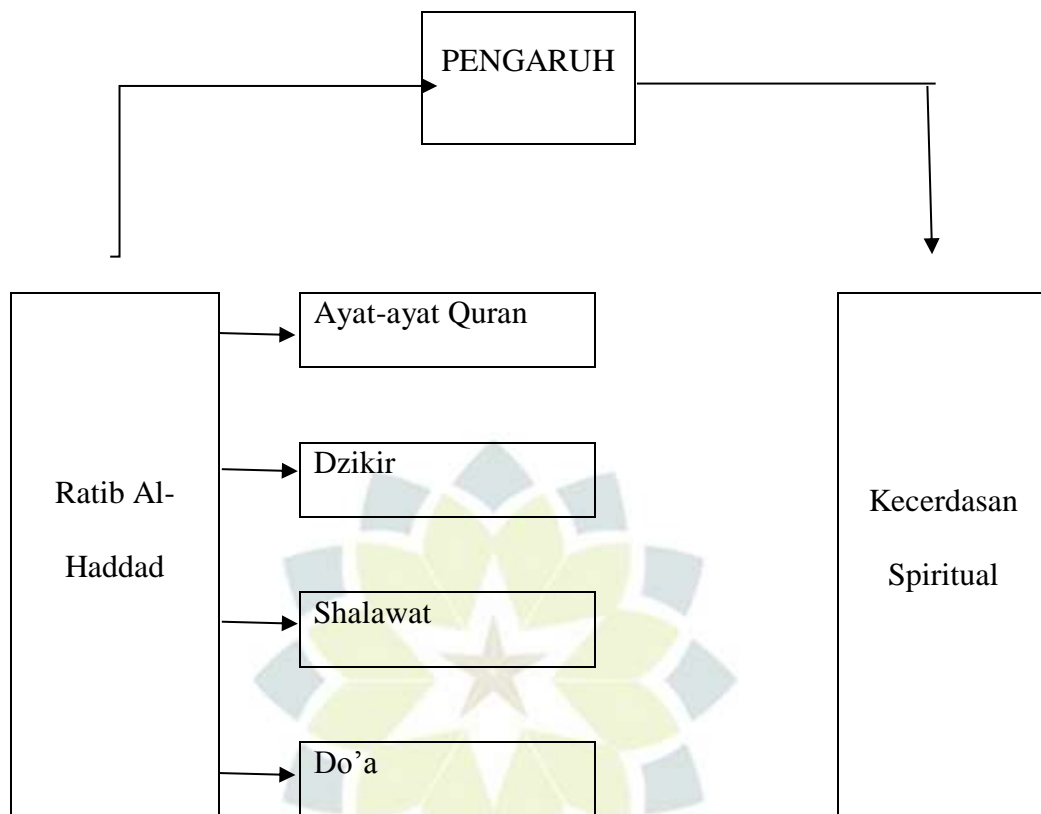 PENGARUH
Ayat-ayat Quran
Dzikir
Ratib Al-
Haddad
Kecerdasan
Spiritual
Shalawat
Do’a